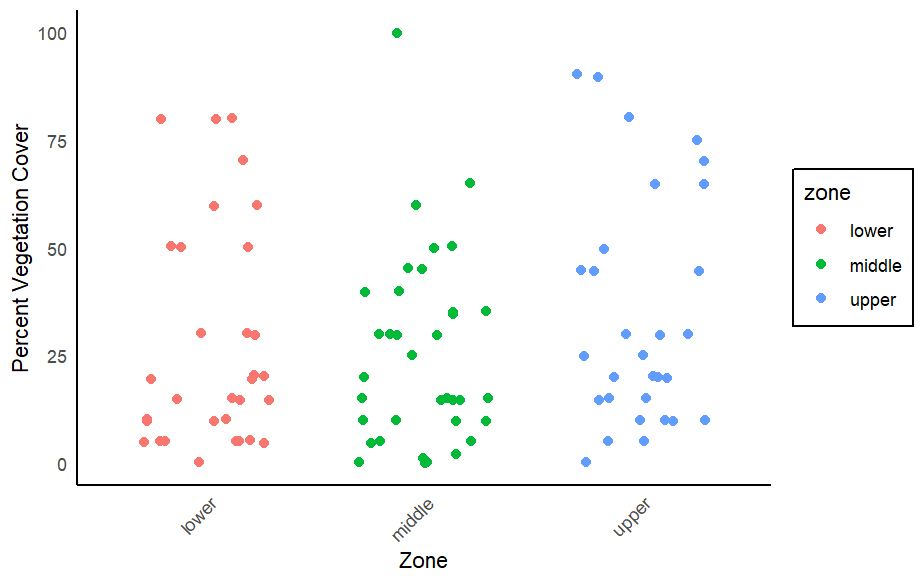 100
75
50
25
0
Percent Vegetation Cover
lower
middle
upper
Zone
zone
lower
middle
upper